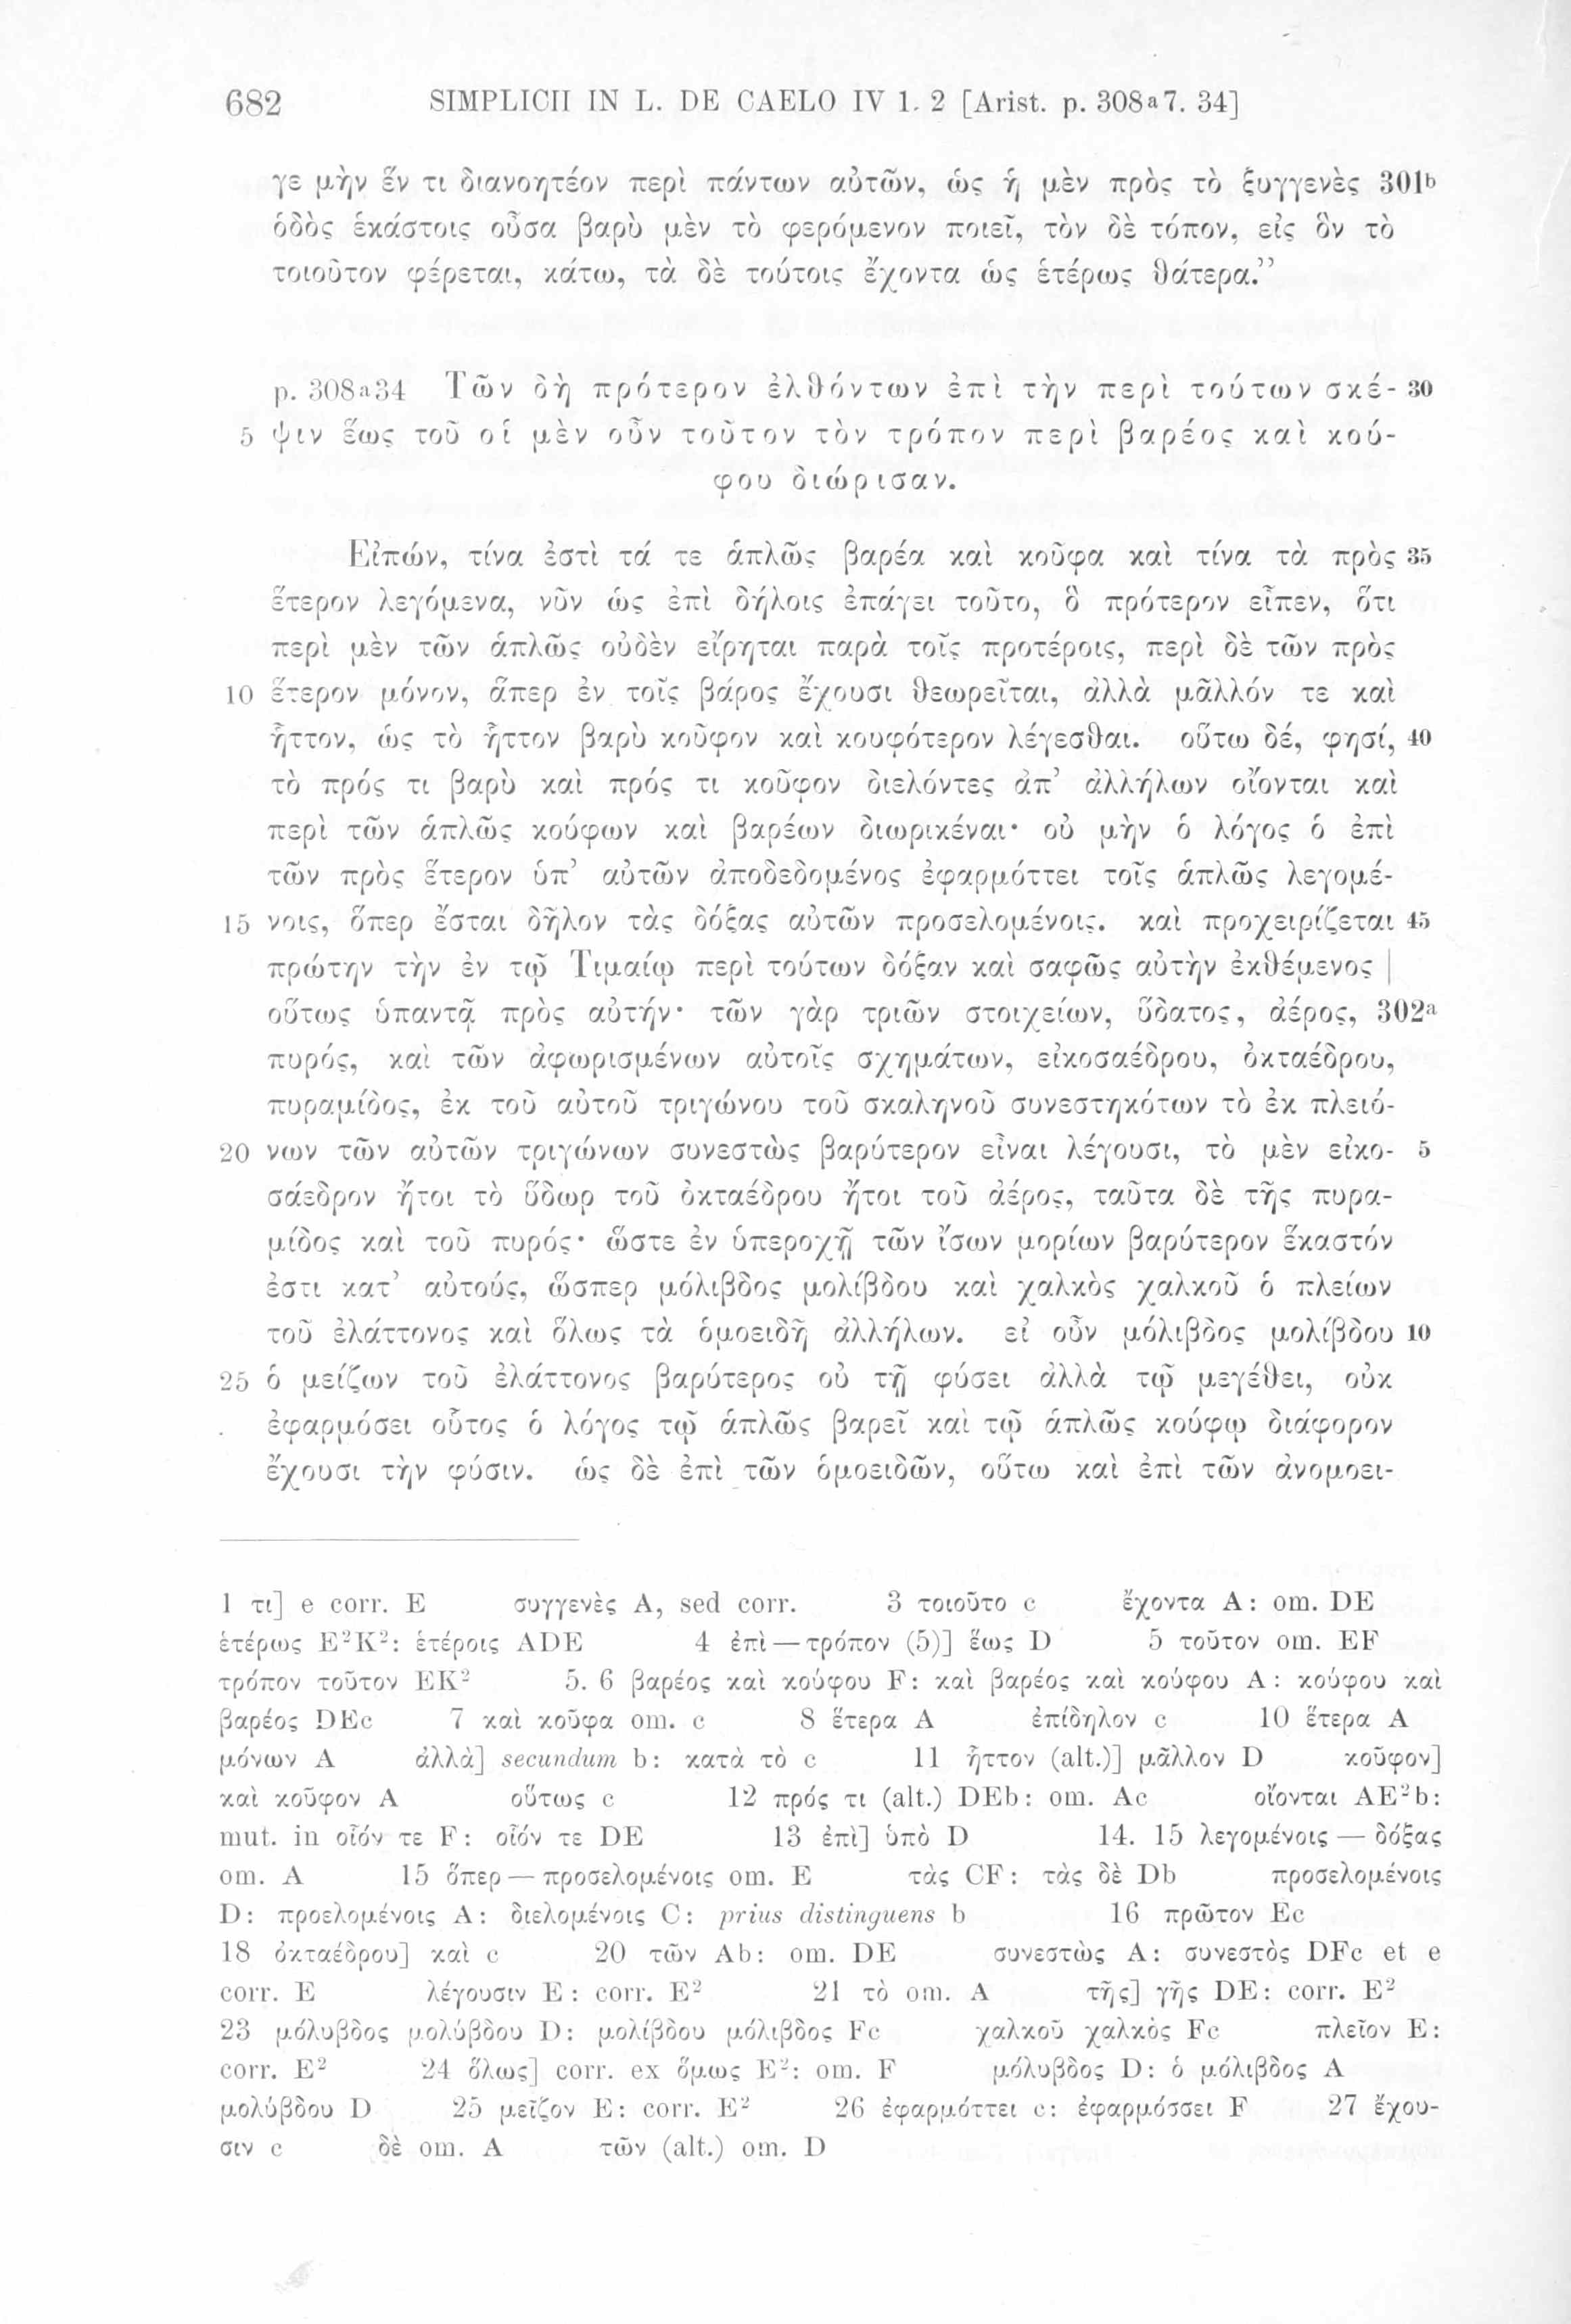 682 SIMPLICII IN L. DE CAELO IV 1. 2 [Arist. p. 308a7. 34]
γε μὴν ἕν τι διανοητέον περὶ πάντων αὐτῶν, ὡς ἡ μὲν πρὸς τὸ ξυγγενὲς 301b
ὁδὸς ἑκάστοις οὖσα βαρὺ μὲν τὸ φερόμενον ποιεῖ, τὸν δὲ τόπον, εἰς ὃν τὸ
τοιοῦτον φέρεται, κάτω, τὰ δὲ τούτοις ἔχοντα ὡς ἑτέρως θάτερα.”
p. 308a34 Τῶν δὴ πρότερον ἐλθόντων ἐπὶ τὴν περὶ τούτων σκέ- 30
5 ψιν ἕως τοῦ οἱ μὲν οὖν τοῦτον τὸν τρόπον περὶ βαρέος καὶ κού-
φου διώρισαν.
Εἰπών, τίνα ἐστὶ τά τε ἁπλῶς βαρέα καὶ κοῦφα καὶ τίνα τὰ πρὸς 35
ἕτερον λεγόμενα, νῦν ὡς ἐπὶ δήλοις ἐπάγει τοῦτο, ὃ πρότερον εἶπεν, ὅτι
περὶ μὲν τῶν ἁπλῶς οὐδὲν εἴρηται παρὰ τοῖς προτέροις, περὶ δὲ τῶν πρὸς
10 ἕτερον μόνον, ἅπερ ἐν τοῖς βάρος ἔχουσι θεωρεῖται, ἀλλὰ μᾶλλόν τε καὶ
ἧττον, ὡς τὸ ἧττον βαρὺ κοῦφον καὶ κουφότερον λέγεσθαι. οὕτω δέ, φησί, 40
τὸ πρός τι βαρὺ καὶ πρός τι κοῦφον διελόντες ἀπ’ ἀλλήλων οἴονται καὶ
περὶ τῶν ἁπλῶς κούφων καὶ βαρέων διωρικέναι· οὐ μὴν ὁ λόγος ὁ ἐπὶ
τῶν πρὸς ἕτερον ὑπ’ αὐτῶν ἀποδεδομένος ἐφαρμόττει τοῖς ἁπλῶς λεγομέ-
15 νοις, ὅπερ ἔσται δῆλον τὰς δόξας αὐτῶν προσελομένοις. καὶ προχειρίζεται 45
πρώτην τὴν ἐν τῷ Τιμαίῳ περὶ τούτων δόξαν καὶ σαφῶς αὐτὴν ἐκθέμενος |
οὕτως ὑπαντᾷ πρὸς αὐτήν· τῶν γὰρ τριῶν στοιχείων, ὕδατος, ἀέρος, 302a
πυρός, καὶ τῶν ἀφωρισμένων αὐτοῖς σχημάτων, εἰκοσαέδρου, ὀκταέδρου,
πυραμίδος, ἐκ τοῦ αὐτοῦ τριγώνου τοῦ σκαληνοῦ συνεστηκότων τὸ ἐκ πλειό-
20 νων τῶν αὐτῶν τριγώνων συνεστὼς βαρύτερον εἶναι λέγουσι, τὸ μὲν εἰκο- 5
σάεδρον ἤτοι τὸ ὕδωρ τοῦ ὀκταέδρου ἤτοι τοῦ ἀέρος, ταῦτα δὲ τῆς πυρα-
μίδος καὶ τοῦ πυρός· ὥστε ἐν ὑπεροχῇ τῶν ἴσων μορίων βαρύτερον ἕκαστόν
ἐστι κατ’ αὐτούς, ὥσπερ μόλιβδος μολίβδου καὶ χαλκὸς χαλκοῦ ὁ πλείων
τοῦ ἐλάττονος καὶ ὅλως τὰ ὁμοειδῆ ἀλλήλων. εἰ οὖν μόλιβδος μολίβδου 10
25 ὁ μείζων τοῦ ἐλάττονος βαρύτερος οὐ τῇ φύσει ἀλλὰ τῷ μεγέθει, οὐκ
ἐφαρμόσει οὗτος ὁ λόγος τῷ ἁπλῶς βαρεῖ καὶ τῷ ἁπλῶς κούφῳ διάφορον
ἔχουσι τὴν φύσιν. ὡς δὲ ἐπὶ τῶν ὁμοειδῶν, οὕτω καὶ ἐπὶ τῶν ἀνομοει-
1 τι] e corr. E συγγενὲς A, sed corr. 3 τοιοῦτο c ἔχοντα A: om. DE
ἑτέρως E²K²: ἑτέροις ADE 4 ἐπὶ—τρόπον (5)] ἕως D 5 τοῦτον om. EF
τρόπον τοῦτον EK² 5. 6 βαρέος καὶ κούφου F: καὶ βαρέος καὶ κούφου A: κούφου καὶ
βαρέος DEc 7 καὶ κοῦφα om. c 8 ἕτερα A ἐπίδηλον c 10 ἕτερα A
μόνων A ἀλλὰ] secundum b: κατὰ τὸ c 11 ἧττον (alt.)] μᾶλλον D κοῦφον]
καὶ κοῦφον A οὕτως c 12 πρός τι (alt.) DEb: om. Ac οἴονται AE²b:
mut. in οἷόν τε F: οἷόν τε DE 13 ἐπὶ] ὑπὸ D 14. 15 λεγομένοις — δόξας
om. A 15 ὅπερ — προσελομένοις om. E τὰς CF: τὰς δὲ Db προσελομένοις
D: προελομένοις A: διελομένοις C: prius distinguens b 16 πρῶτον Ec
18 ὀκταέδρου] καὶ c 20 τῶν Ab: om. DE συνεστὼς A: συνεστὸς DFc et e
corr. E λέγουσιν E: corr. E² 21 τὸ om. A τῆς] γῆς DE: corr. E²
23 μόλυβδος μολύβδου D: μολίβδου μόλιβδος Fc χαλκοῦ χαλκὸς Fc πλεῖον E:
corr. E² 24 ὅλως] corr. ex ὅμως E²: om. F μόλυβδος D: ὁ μόλιβδος A
μολύβδου D 25 μεῖζον E: corr. E² 26 ἐφαρμόττει c: ἐφαρμόσσει F 27 ἔχου-
σιν c δὲ om. A τῶν (alt.) om. D